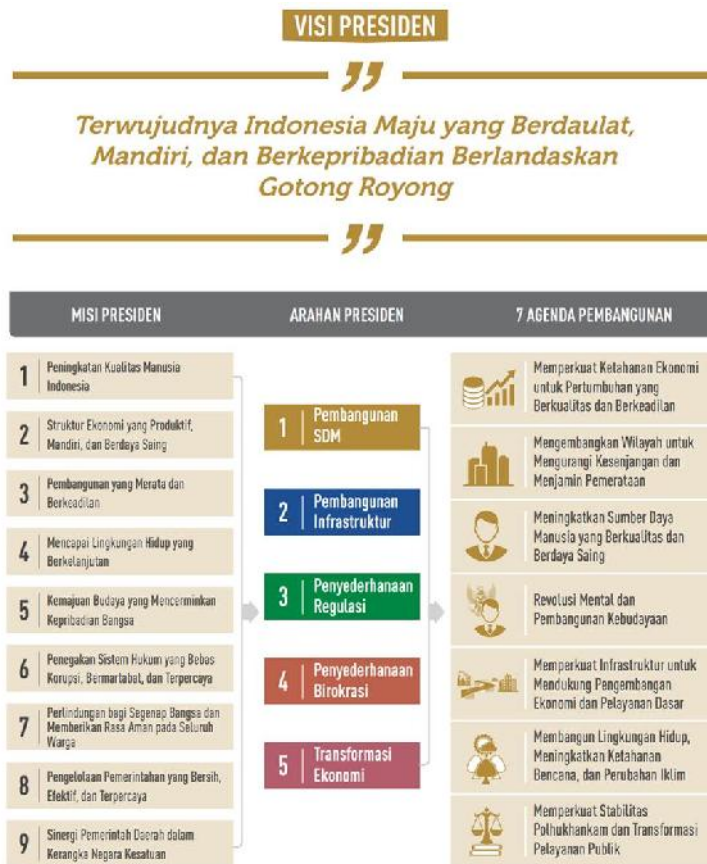 VISI PRESIDEN
Terwujudnya Indonesia Maju yang Berdaulat,
Mandiri, dan Berkepribadian Berlandaskan
Gotong Royong
MISI PRESIDEN
1
Peningkatan Kualitas Manusia
Indonesia
2
Struktur Ekonomi yang Produktif,
Mandiri, dan Berdaya Saing
3
Pembangunan yang Merata dan
Berkeadilan
4
Mencapai Lingkungan Hidup yang
Berkelanjutan
5
Kemajuan Budaya yang Mencerminkan
Kepribadian Bangsa
6
Penegakan Sistem Hukum yang Bebas
Korupsi, Bermartabat, dan Terpercaya
7
Perlindungan bagi Segenap Bangsa dan
Memberikan Rasa Aman pada Seluruh
Warga
8
Pengelolaan Pemerintahan yang Bersih,
Efektif, dan Terpercaya
9
Sinergi Pemerintah Daerah dalam
Kerangka Negara Kesatuan
ARAHAN PRESIDEN
1
Pembangunan
SDM
2
Pembangunan
Infrastruktur
3
Penyederhanaan
Regulasi
4
Penyederhanaan
Birokrasi
5
Transformasi
Ekonomi
7 AGENDA PEMBANGUNAN
Memperkuat Ketahanan Ekonomi
untuk Pertumbuhan yang
Berkualitas dan Berkeadilan
Mengembangkan Wilayah untuk
Mengurangi Kesenjangan dan
Menjamin Pemerataan
Meningkatkan Sumber Daya
Manusia yang Berkualitas dan
Berdaya Saing
Revolusi Mental dan
Pembangunan Kebudayaan
Memperkuat Infrastruktur untuk
Mendukung Pengembangan
Ekonomi dan Pelayanan Dasar
Membangun Lingkungan Hidup,
Meningkatkan Ketahanan
Bencana, dan Perubahan Iklim
Memperkuat Stabilitas
Polhukhankam dan Transformasi
Pelayanan Publik